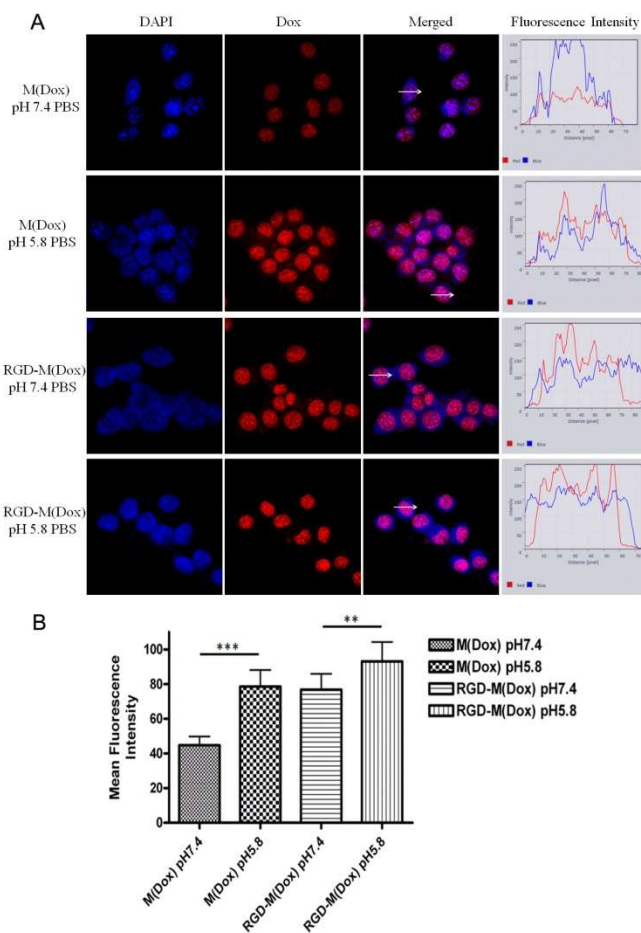 A
DAPI Dox Merged Fluorescence Intensity
M(Dox)
pH 7.4 PBS
M(Dox)
pH 5.8 PBS
RGD-M(Dox)
pH 7.4 PBS
RGD-M(Dox)
pH 5.8 PBS
B
Mean Fluorescence
Intensity
100
80
60
40
20
0
***
**
M(Dox) pH7.4
M(Dox) pH5.8
RGD-M(Dox) pH7.4
RGD-M(Dox) pH5.8
M(Dox) pH7.4
M(Dox) pH5.8
RGD-M(Dox) pH7.4
RGD-M(Dox) pH5.8